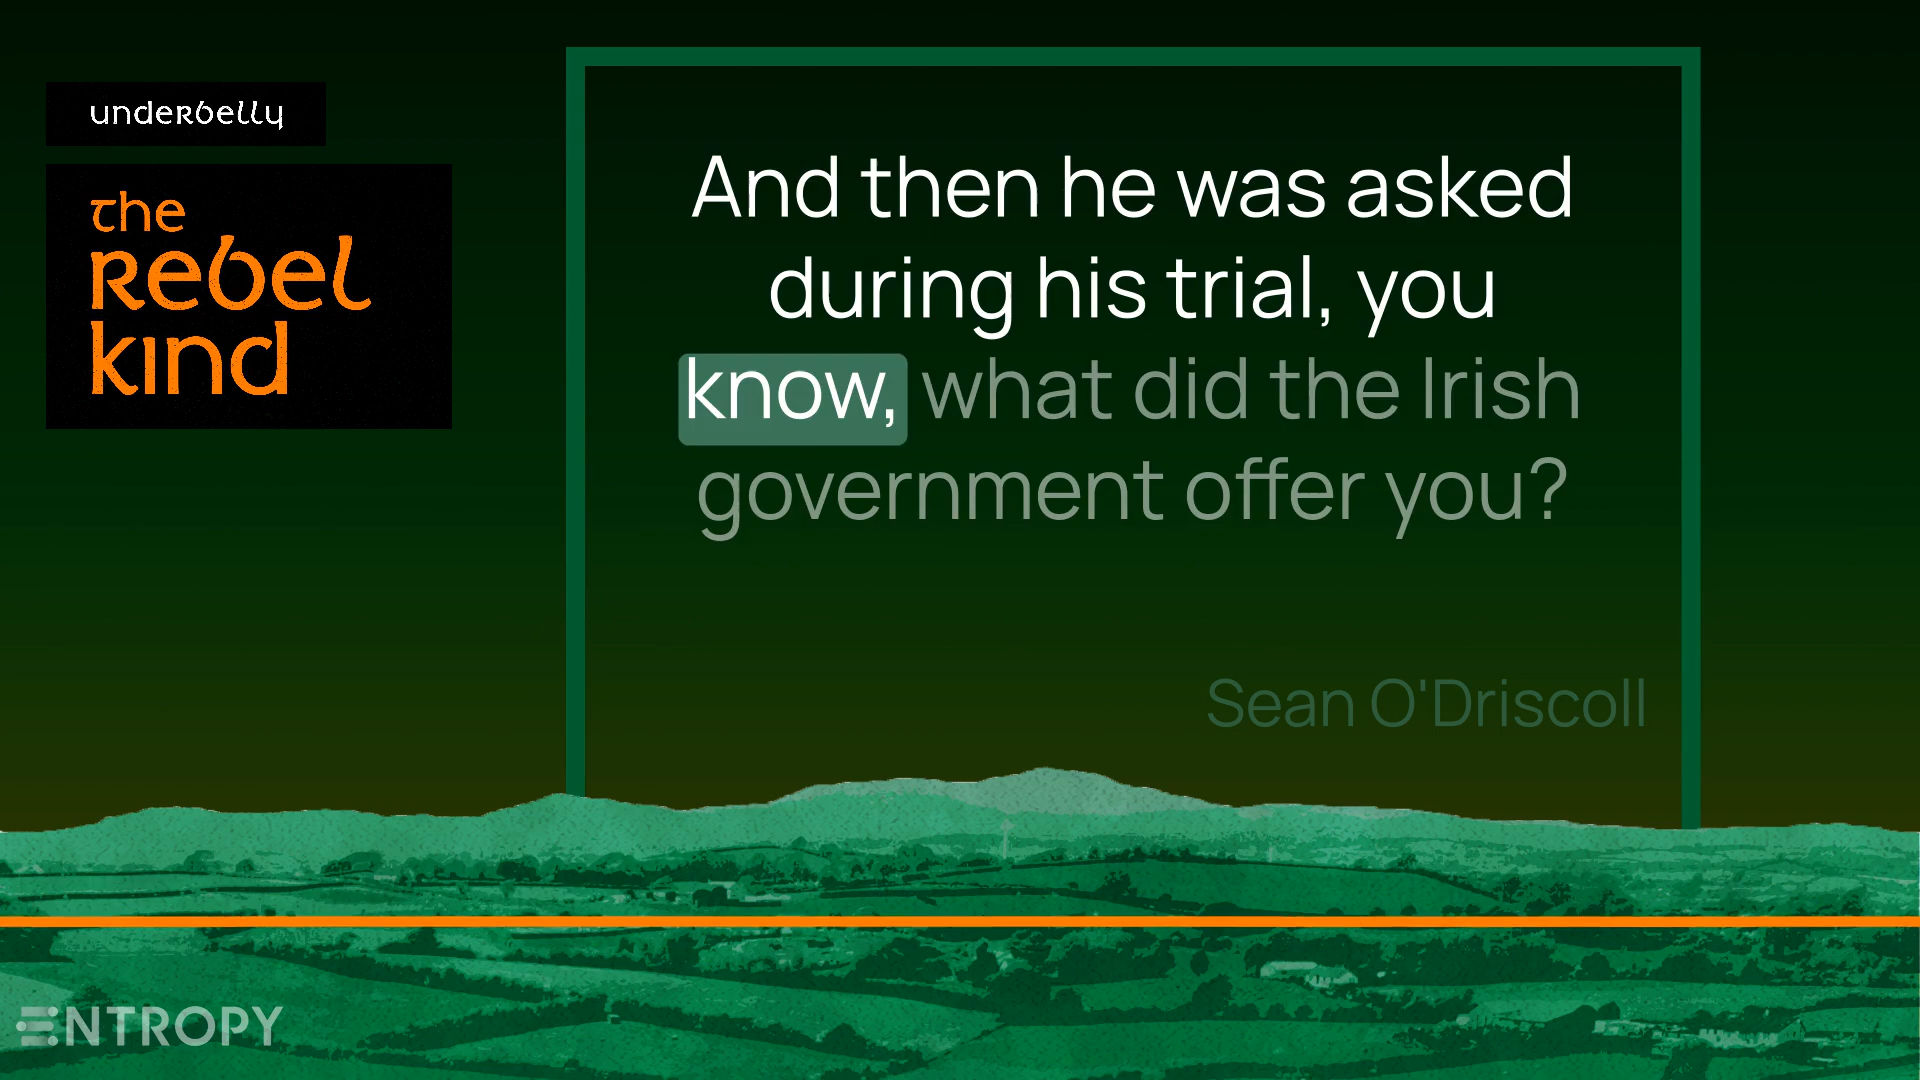 underbelly
the
Rebel
kind
And then he was asked
during his trial, you
know, what did the Irish
government offer you?
Sean O'Driscoll
ENTROPY